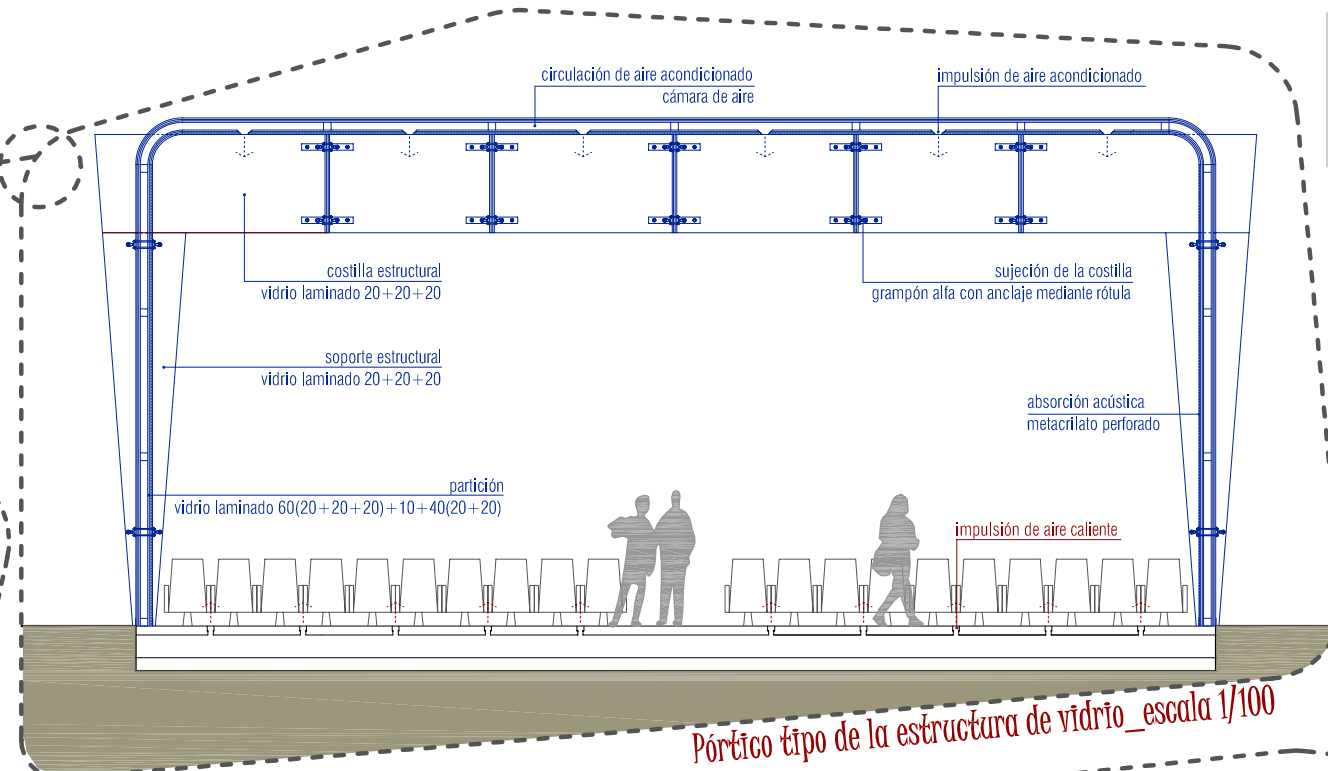 circulación de aire acondicionado
cámara de aire
impulsión de aire acondicionado
costilla estructural
vidrio laminado 20+20+20
sujeción de la costilla
grampón alfa con anclaje mediante rótula
soporte estructural
vidrio laminado 20+20+20
absorción acústica
metacrilato perforado
partición
vidrio laminado 60(20+20+20)+10+40(20+20)
impulsión de aire caliente
Pórtico tipo de la estructura de vidrio_escala 1/100